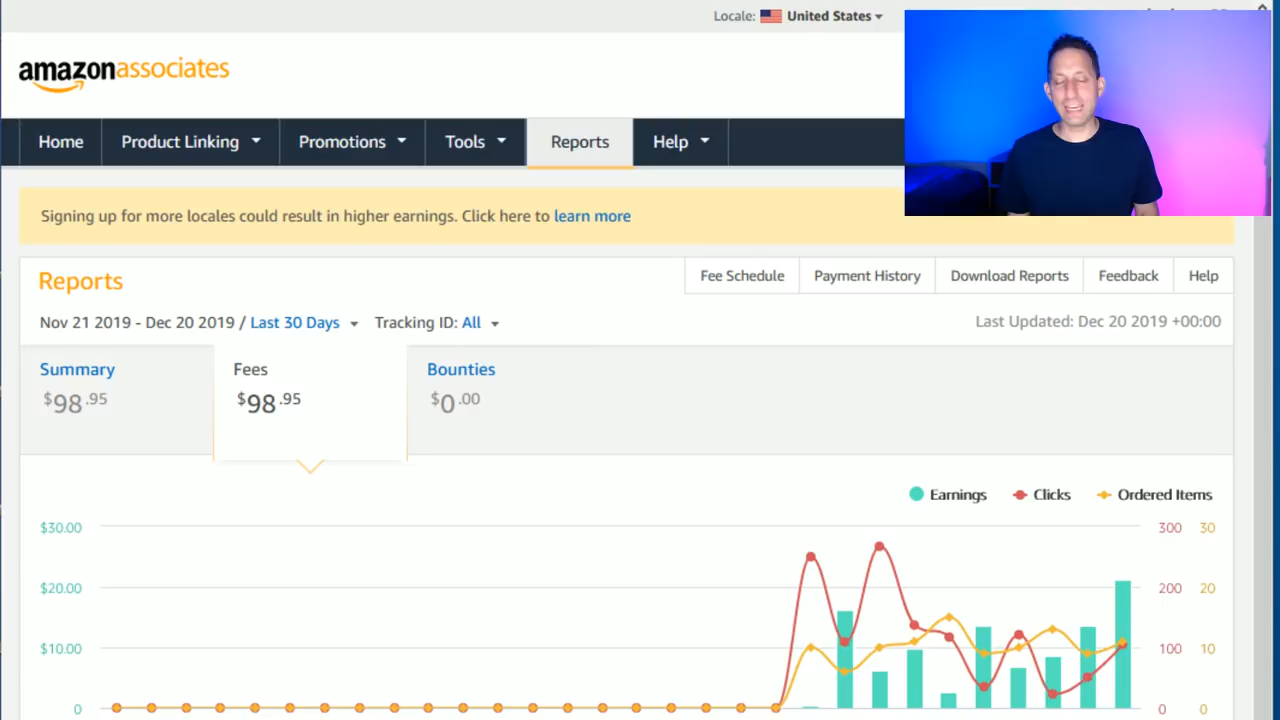 Locale: United States
amazonassociates
Home Product Linking Promotions Tools Reports Help
Signing up for more locales could result in higher earnings. Click here to learn more
Reports
Fee Schedule Payment History Download Reports Feedback Help
Nov 21 2019 - Dec 20 2019 / Last 30 Days Tracking ID: All
Last Updated: Dec 20 2019 +00:00
Summary Fees Bounties
$98.95 $98.95 $0.00
Earnings Clicks Ordered Items
$30.00 300 30
$20.00 200 20
$10.00 100 10
0 0 0